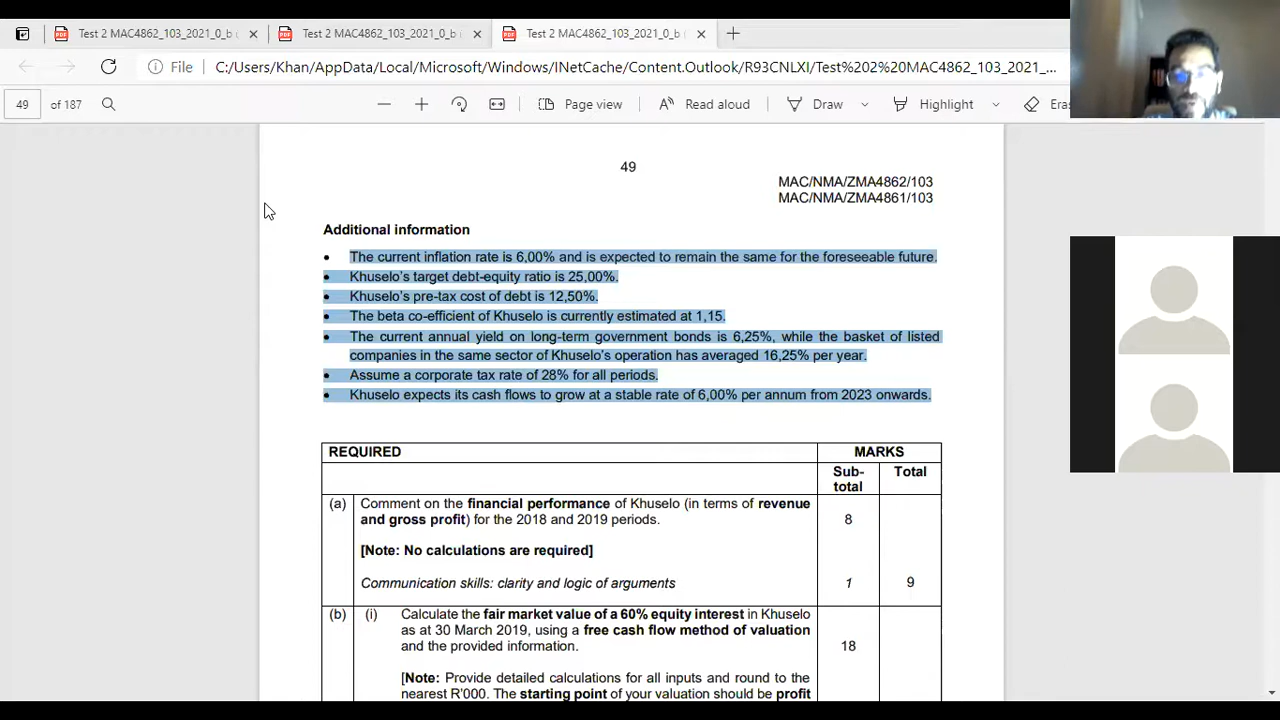 Test 2 MAC4862_103_2021_0_b
Test 2 MAC4862_103_2021_0_b
Test 2 MAC4862_103_2021_0_b
File
C:/Users/Khan/AppData/Local/Microsoft/Windows/INetCache/Content.Outlook/R93CNLXI/Test%202%20MAC4862_103_2021_...
49 of 187
Page view
Read aloud
Draw
Highlight
Eras
49
MAC/NMA/ZMA4862/103
MAC/NMA/ZMA4861/103
Additional information
• The current inflation rate is 6,00% and is expected to remain the same for the foreseeable future.
• Khuselo's target debt-equity ratio is 25,00%.
• Khuselo's pre-tax cost of debt is 12,50%.
• The beta co-efficient of Khuselo is currently estimated at 1,15.
• The current annual yield on long-term government bonds is 6,25%, while the basket of listed
companies in the same sector of Khuselo's operation has averaged 16,25% per year.
• Assume a corporate tax rate of 28% for all periods.
• Khuselo expects its cash flows to grow at a stable rate of 6,00% per annum from 2023 onwards.
REQUIRED MARKS
Sub- Total
total
(a) Comment on the financial performance of Khuselo (in terms of revenue
and gross profit) for the 2018 and 2019 periods. 8
[Note: No calculations are required]
Communication skills: clarity and logic of arguments 1 9
(b) (i) Calculate the fair market value of a 60% equity interest in Khuselo
as at 30 March 2019, using a free cash flow method of valuation
and the provided information. 18
[Note: Provide detailed calculations for all inputs and round to the
nearest R'000. The starting point of your valuation should be profit